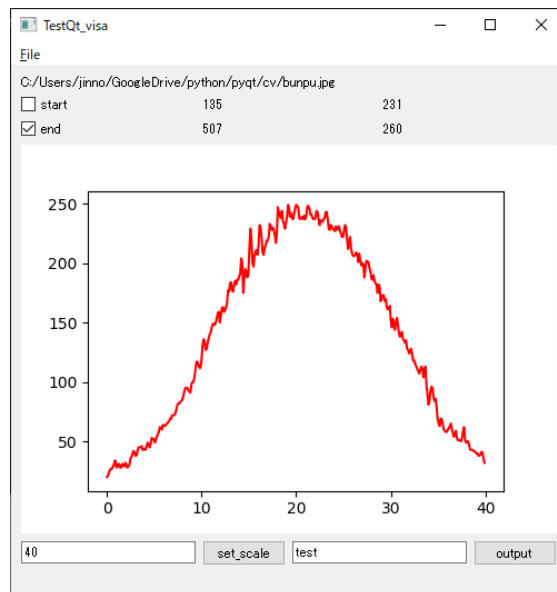 TestQt_visa
File
C:/Users/jinno/GoogleDrive/python/pyqt/cv/bunpu.jpg
start 135 231
end 507 260
250
200
150
100
50
0 10 20 30 40
40 set_scale test output